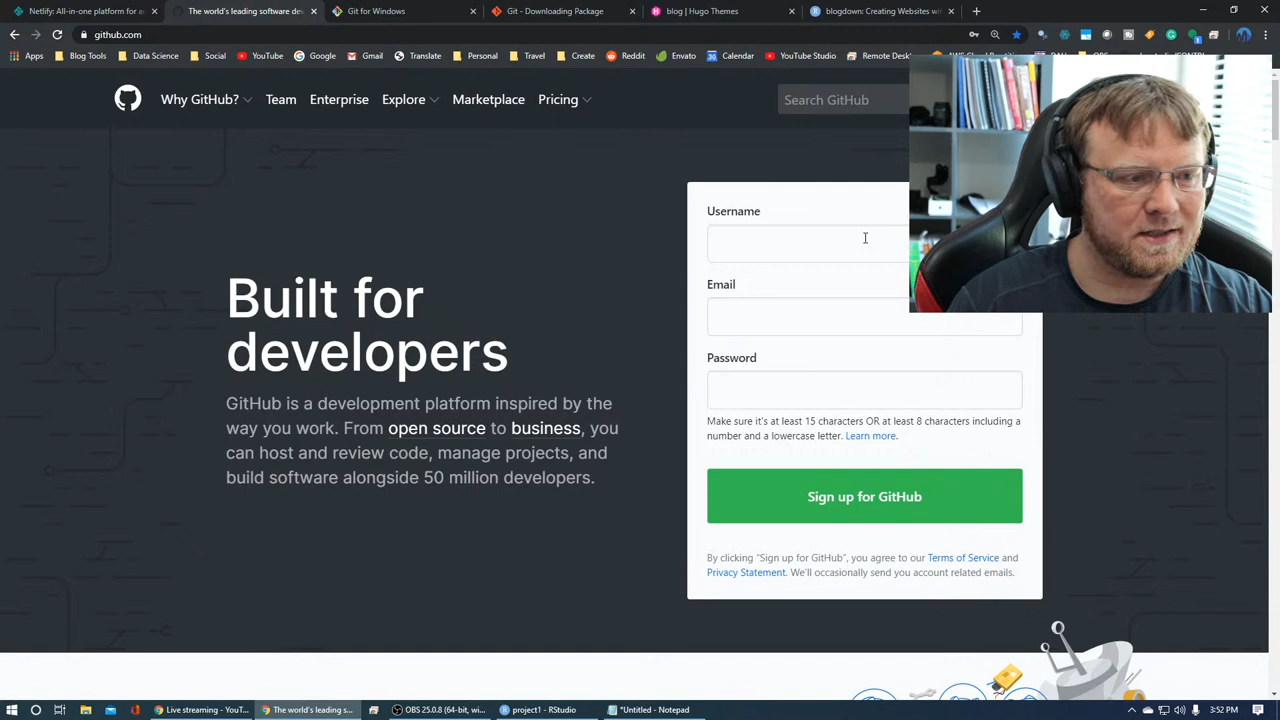 Netlify: All-in-one platform for a
The world's leading software d
Git for Windows
Git - Downloading Package
blog | Hugo Themes
blogdown: Creating Websites wi
github.com
Apps
Blog Tools
Data Science
Social
YouTube
Google
Translate
Personal
Travel
Create
Reddit
Envato
Calendar
YouTube Studio
Remote Desk
Why GitHub?
Team
Enterprise
Explore
Marketplace
Pricing
Search GitHub
Username
Email
Password
Make sure it's at least 15 characters OR at least 8 characters including a
number and a lowercase letter. Learn more.
Sign up for GitHub
By clicking "Sign up for GitHub", you agree to our Terms of Service and
Privacy Statement. We'll occasionally send you account related emails.
Built for
developers
GitHub is a development platform inspired by the
way you work. From open source to business, you
can host and review code, manage projects, and
build software alongside 50 million developers.
Live streaming - YouT...
The world's leading s...
OBS 25.0.8 (64-bit, w...
project1 - RStudio
*Untitled - Notepad
3:52 PM